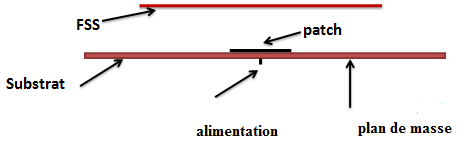 FSS
patch
Substrat
alimentation
plan de masse